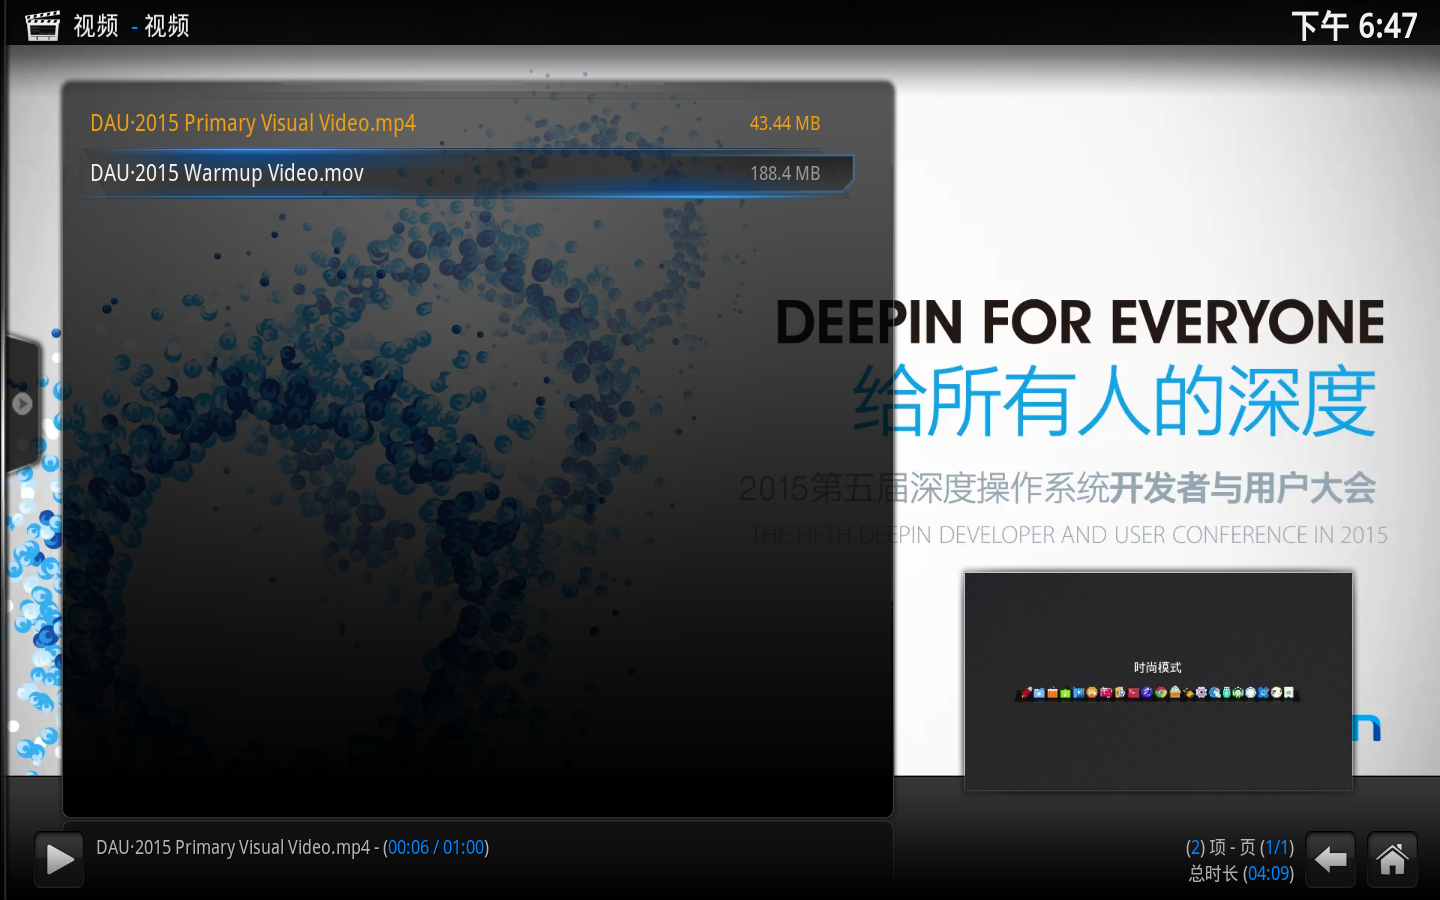 视频 - 视频
下午 6:47
DAU·2015 Primary Visual Video.mp4 43.44 MB
DAU·2015 Warmup Video.mov 188.4 MB
DEEPIN FOR EVERYONE
给所有人的深度
2015第五届深度操作系统开发者与用户大会
THE FIFTH DEEPIN DEVELOPER AND USER CONFERENCE IN 2015
时尚模式
n
DAU·2015 Primary Visual Video.mp4 - (00:06 / 01:00)
(2) 项 - 页 (1/1)
总时长 (04:09)